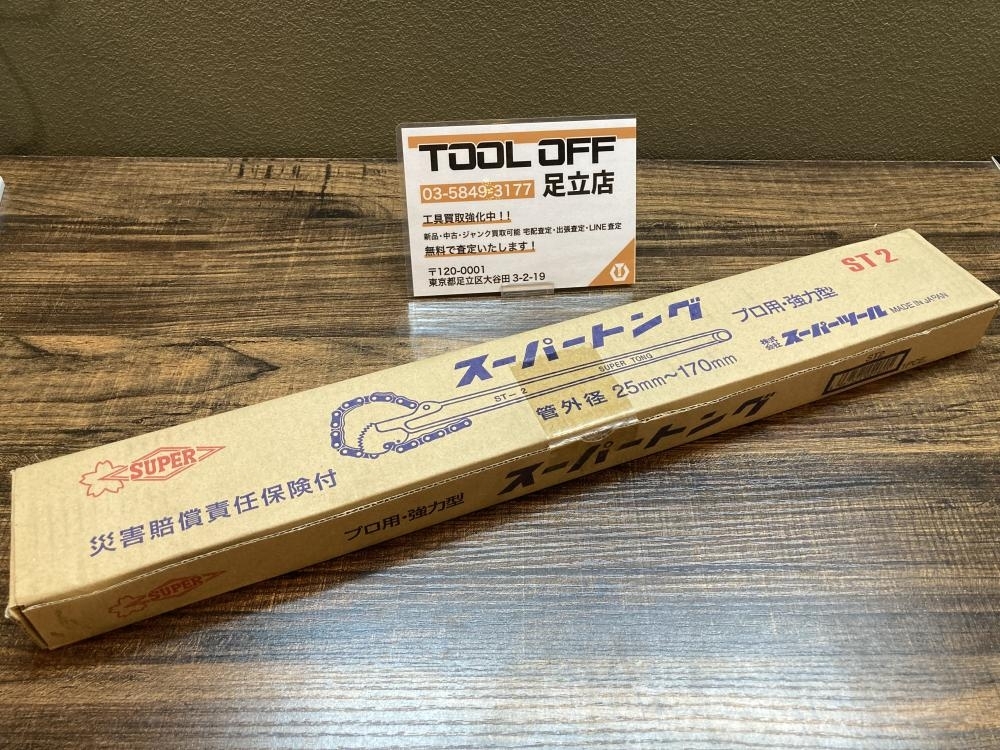 TOOL OFF
03-5849-3177 足立店
工具買取強化中!!
新品・中古・ジャンク買取可能 宅配査定・出張査定・LINE査定
無料で査定いたします!
〒120-0001
東京都足立区大谷田3-2-19
ST2
スーパートング
プロ用・強力型
株式会社 スーパーツール MADE IN JAPAN
ST-2 SUPER TONG
管外径 25mm~170mm
SUPER
災害賠償責任保険付
スーパートング
プロ用・強力型
SUPER
ST2